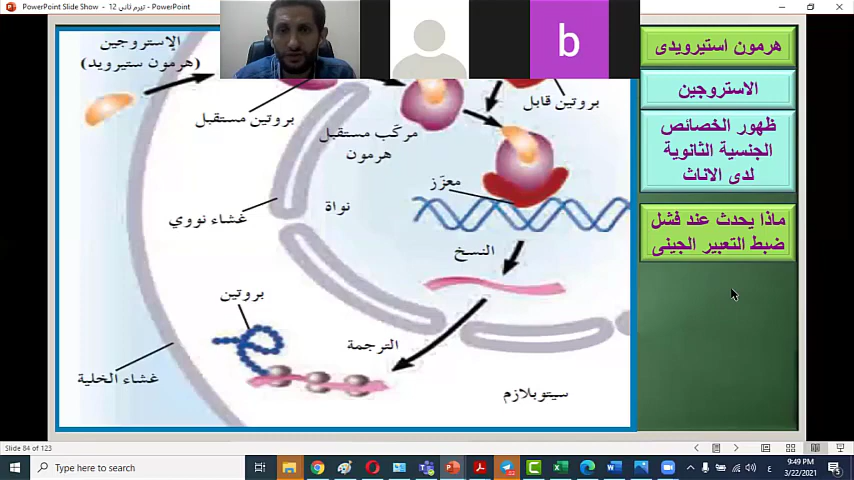 PowerPoint Slide Show - 12 تيرم ثاني - PowerPoint
b
الإستروجين
(هرمون ستيرويد)
بروتين مستقبل
مركّب مستقبل
هرمون
بروتين قابل
معزّز
نواة
غشاء نووي
النسخ
بروتين
الترجمة
غشاء الخلية
سيتوبلازم
هرمون استيرويدى
الاستروجين
ظهور الخصائص
الجنسية الثانوية
لدى الاناث
ماذا يحدث عند فشل
ضبط التعبير الجينى
Slide 84 of 123
Type here to search
9:49 PM
3/22/2021